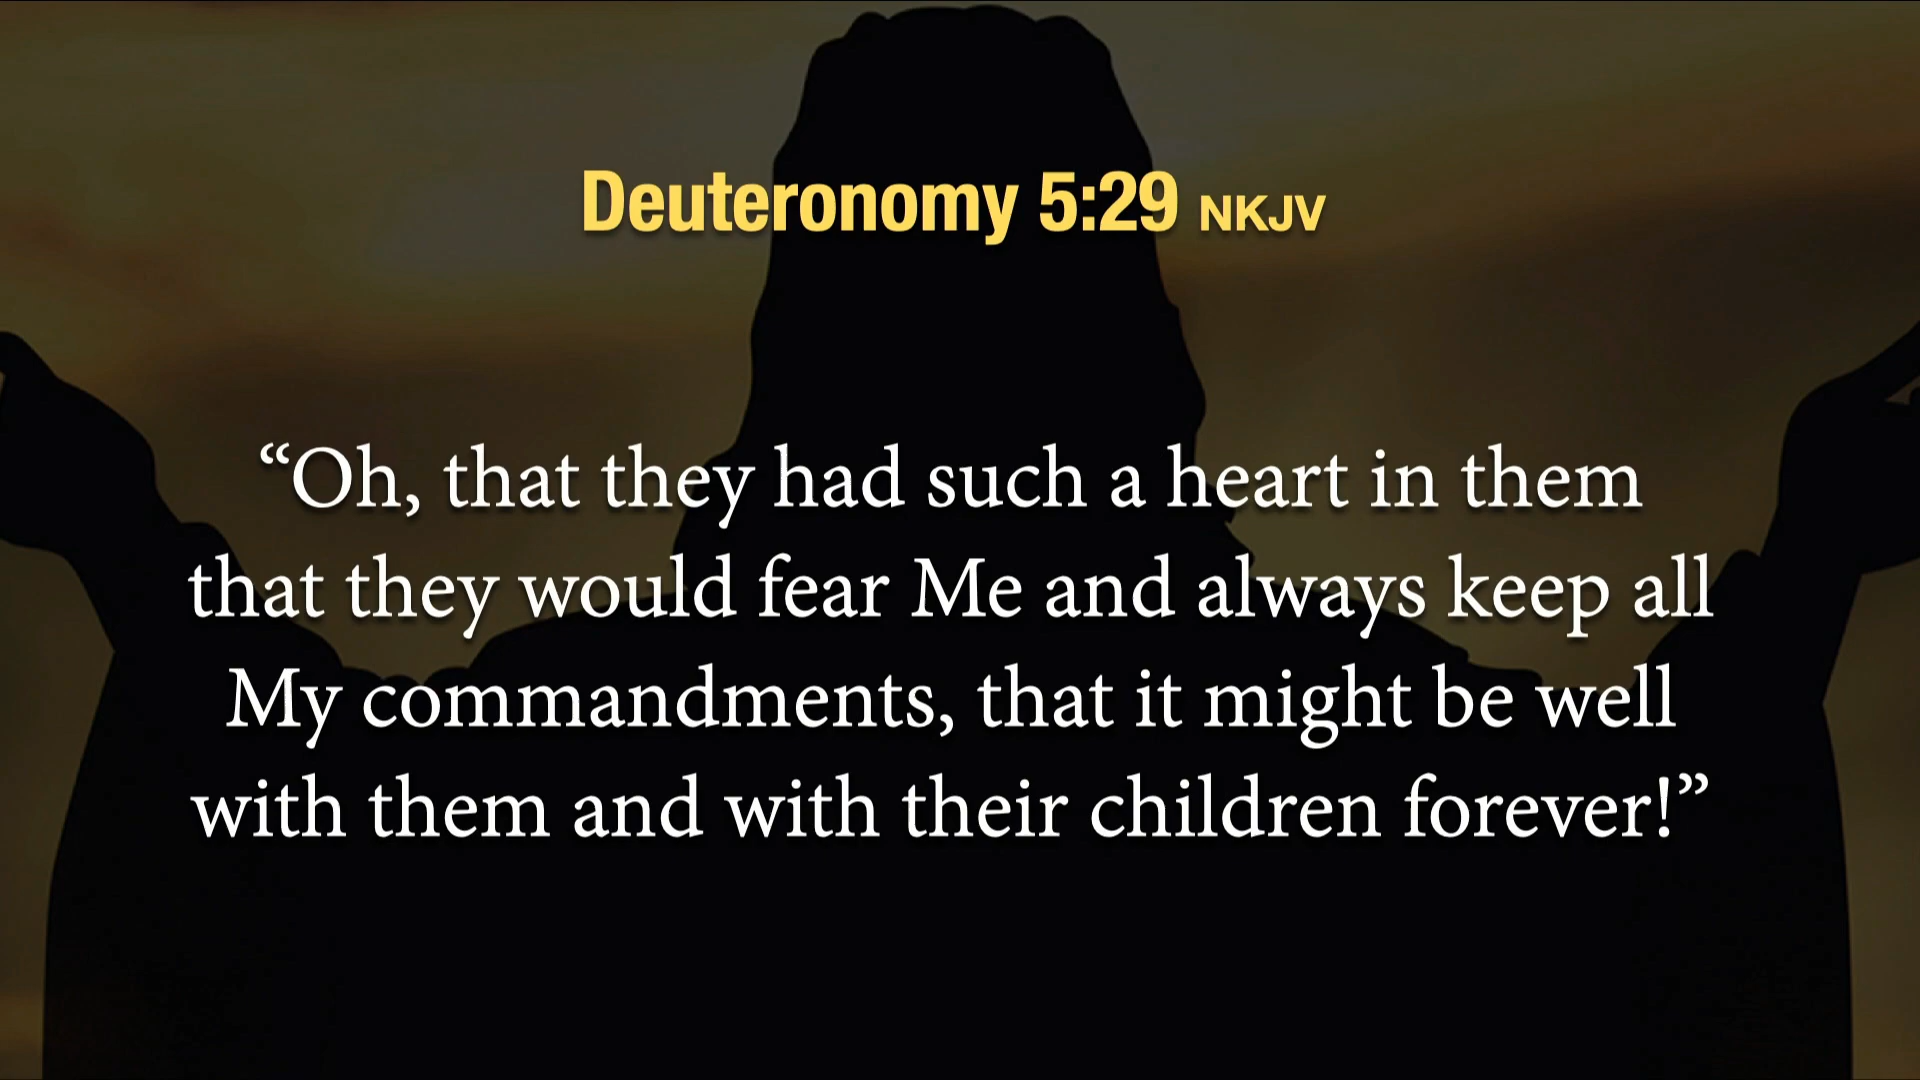 Deuteronomy 5:29 NKJV
“Oh, that they had such a heart in them
that they would fear Me and always keep all
My commandments, that it might be well
with them and with their children forever!”